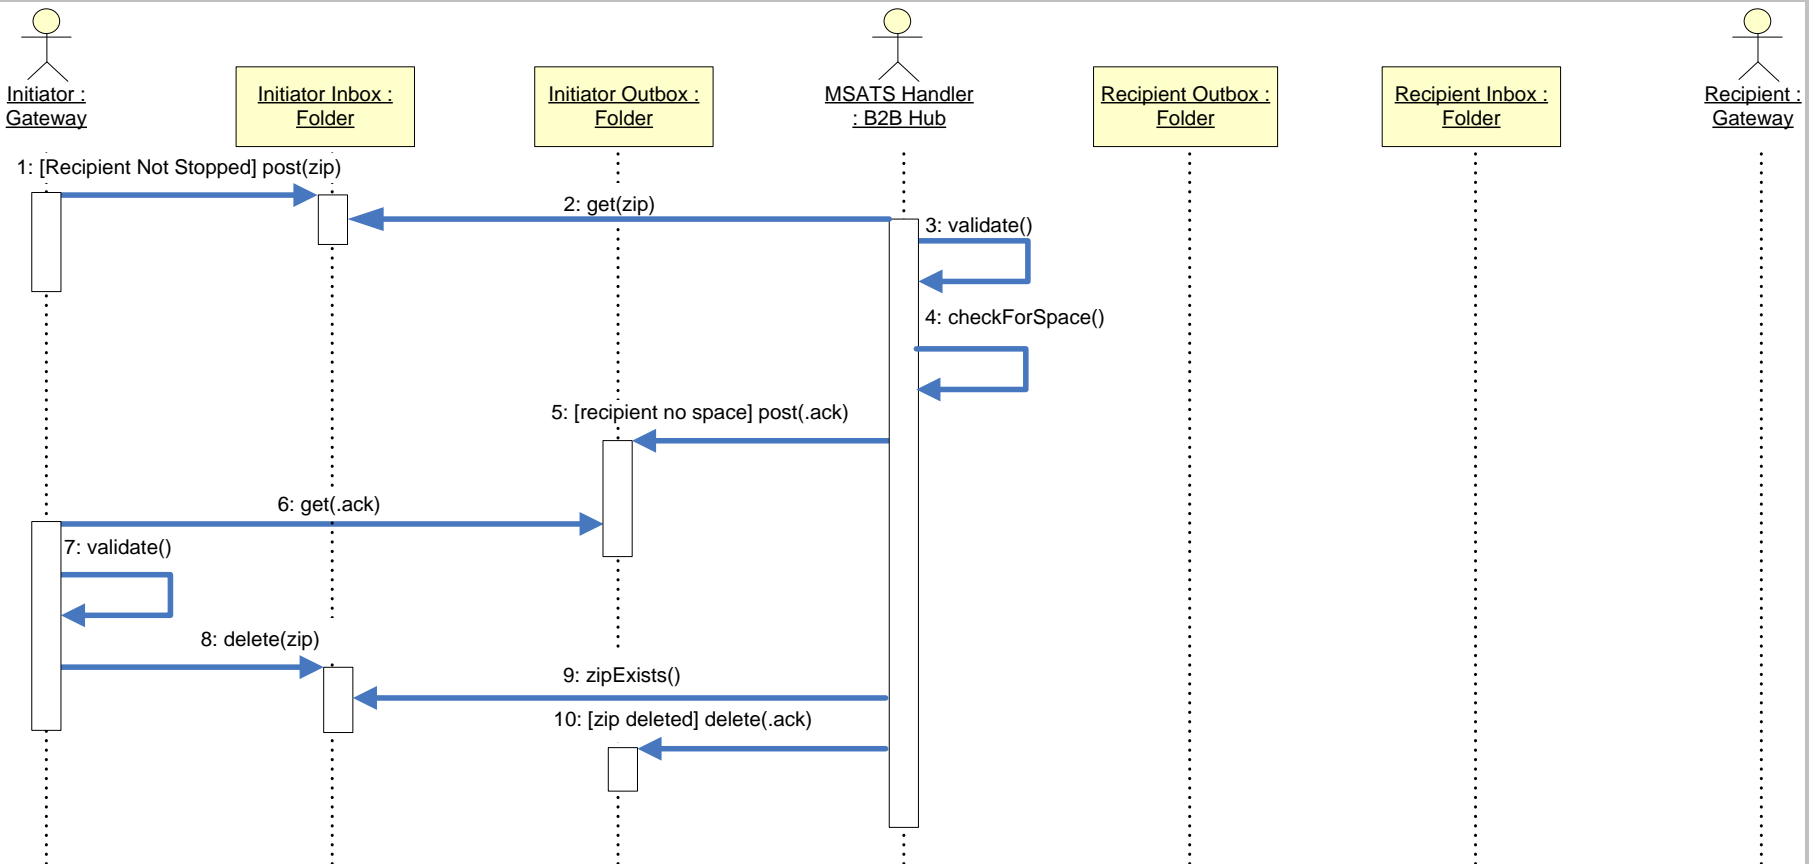 Initiator :
Gateway
Initiator Inbox :
Folder
Initiator Outbox :
Folder
MSATS Handler
: B2B Hub
Recipient Outbox :
Folder
Recipient Inbox :
Folder
Recipient :
Gateway
1: [Recipient Not Stopped] post(zip)
2: get(zip)
3: validate()
4: checkForSpace()
5: [recipient no space] post(.ack)
6: get(.ack)
7: validate()
8: delete(zip)
9: zipExists()
10: [zip deleted] delete(.ack)